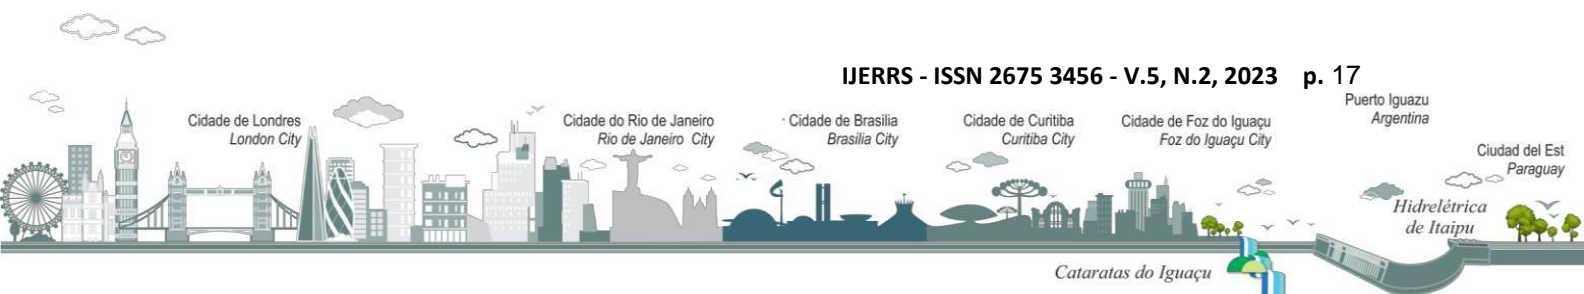 IJERRS - ISSN 2675 3456 - V.5, N.2, 2023 p. 17
Cidade de Londres
London City
Cidade do Rio de Janeiro
Rio de Janeiro City
Cidade de Brasilia
Brasilia City
Cidade de Curitiba
Curitiba City
Cidade de Foz do Iguaçu
Foz do Iguaçu City
Puerto Iguazu
Argentina
Ciudad del Est
Paraguay
Hidrelétrica
de Itaipu
Cataratas do Iguaçu